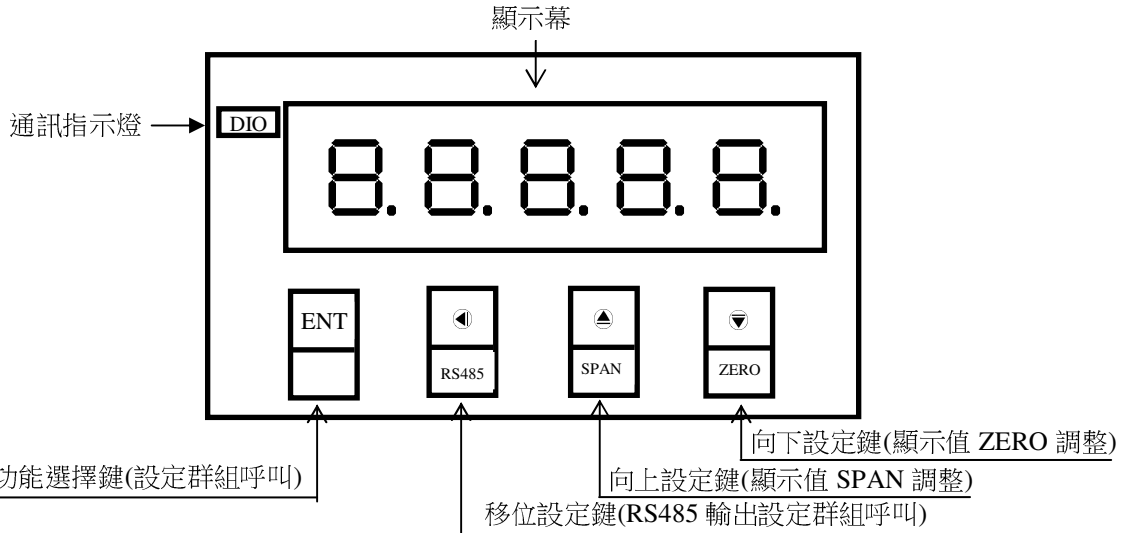 顯示幕
通訊指示燈
DIO
8.8.8.8.8.
ENT
RS485
SPAN
ZERO
向下設定鍵(顯示值 ZERO 調整)
功能選擇鍵(設定群組呼叫)
向上設定鍵(顯示值 SPAN 調整)
移位設定鍵(RS485 輸出設定群組呼叫)